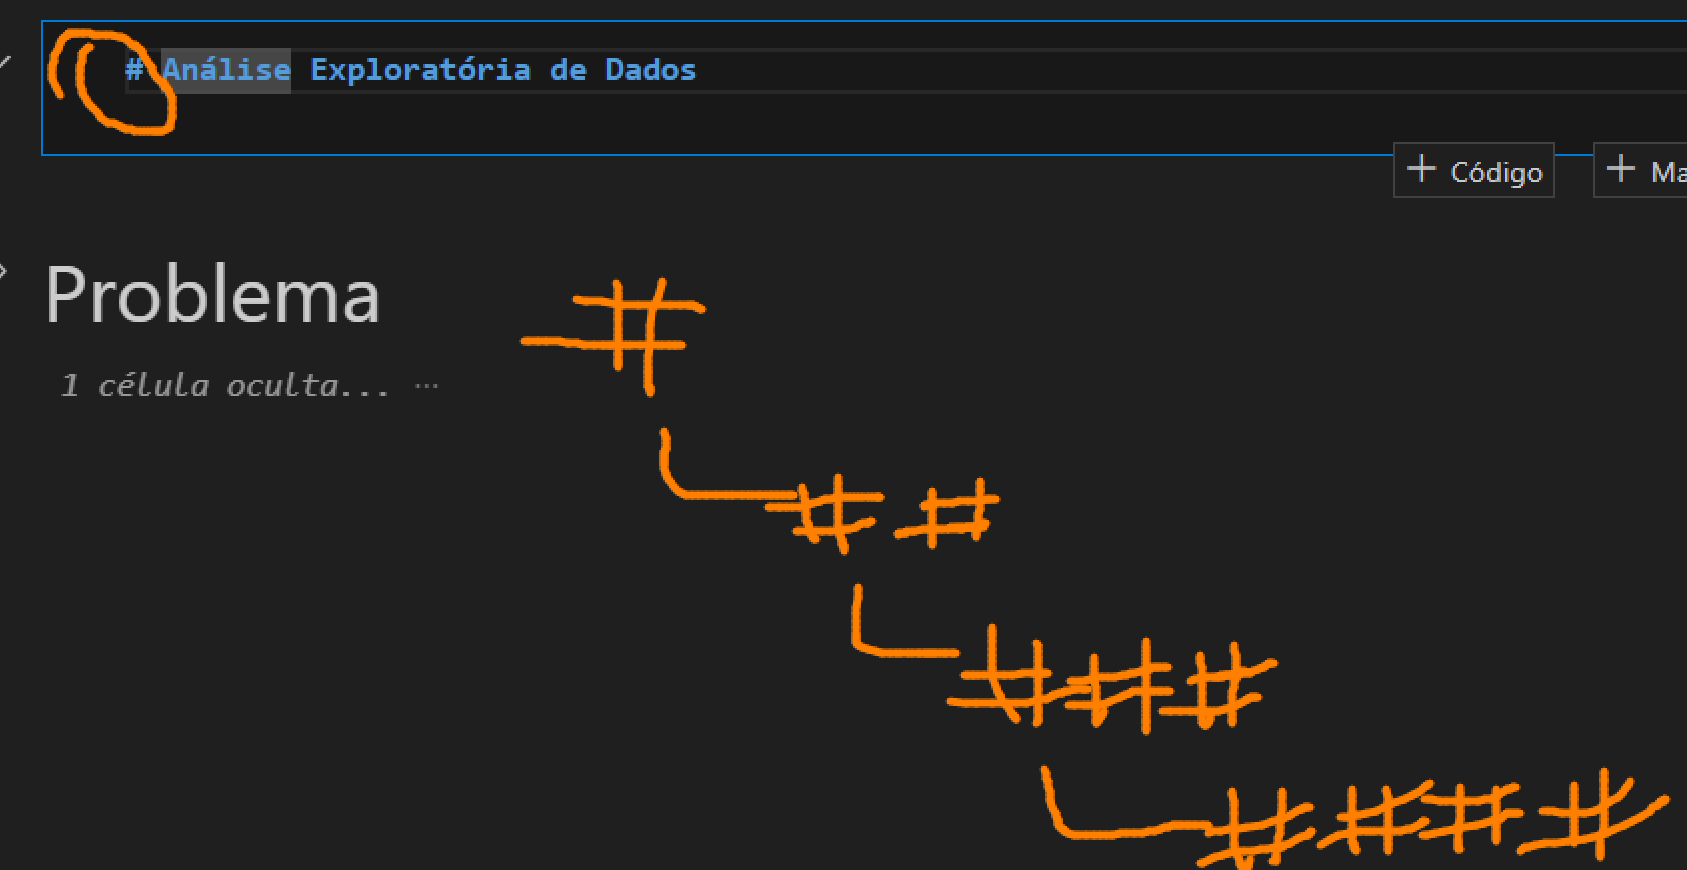 # Análise Exploratória de Dados
+ Código + Ma
Problema
1 célula oculta... ...
#
# #
# # #
# # # #